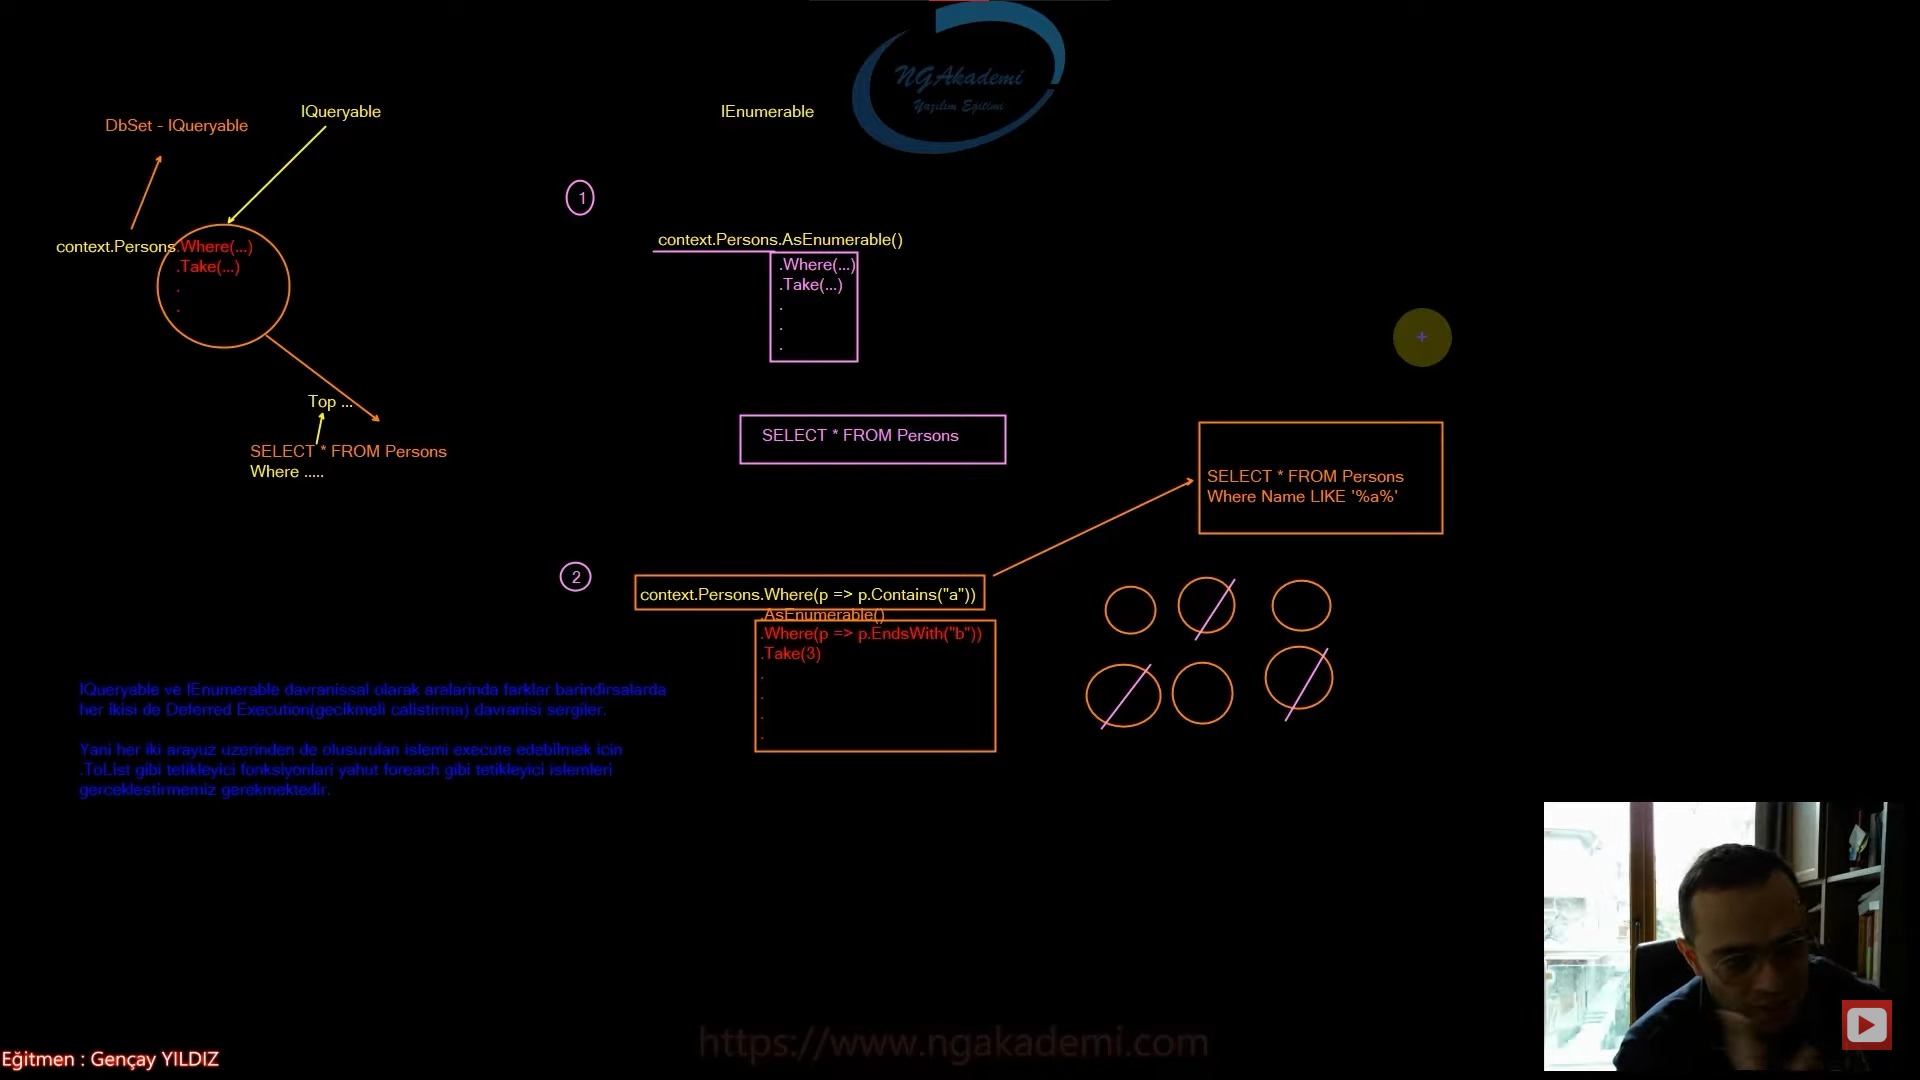 NGAkademi
Yazılım Eğitimi
DbSet - IQueryable
IQueryable
context.Persons.Where(...)
.Take(...)
.
.
Top ...
SELECT * FROM Persons
Where .....
IEnumerable
1
context.Persons.AsEnumerable()
.Where(...)
.Take(...)
.
.
.
SELECT * FROM Persons
2
context.Persons.Where(p => p.Contains("a"))
.AsEnumerable()
.Where(p => p.EndsWith("b"))
.Take(3)
.
.
.
.
SELECT * FROM Persons
Where Name LIKE '%a%'
IQueryable ve IEnumerable davranissal olarak aralarinda farklar barindirsalarda
her ikisi de Deferred Execution(gecikmeli calistirma) davranisi sergiler.
Yani her iki arayuz uzerinden de olusurulan islemi execute edebilmek icin
.ToList gibi tetikleyici fonksiyonlari yahut foreach gibi tetikleyici islemleri
gerceklestirmemiz gerekmektedir.
https://www.ngakademi.com
Eğitmen : Gençay YILDIZ